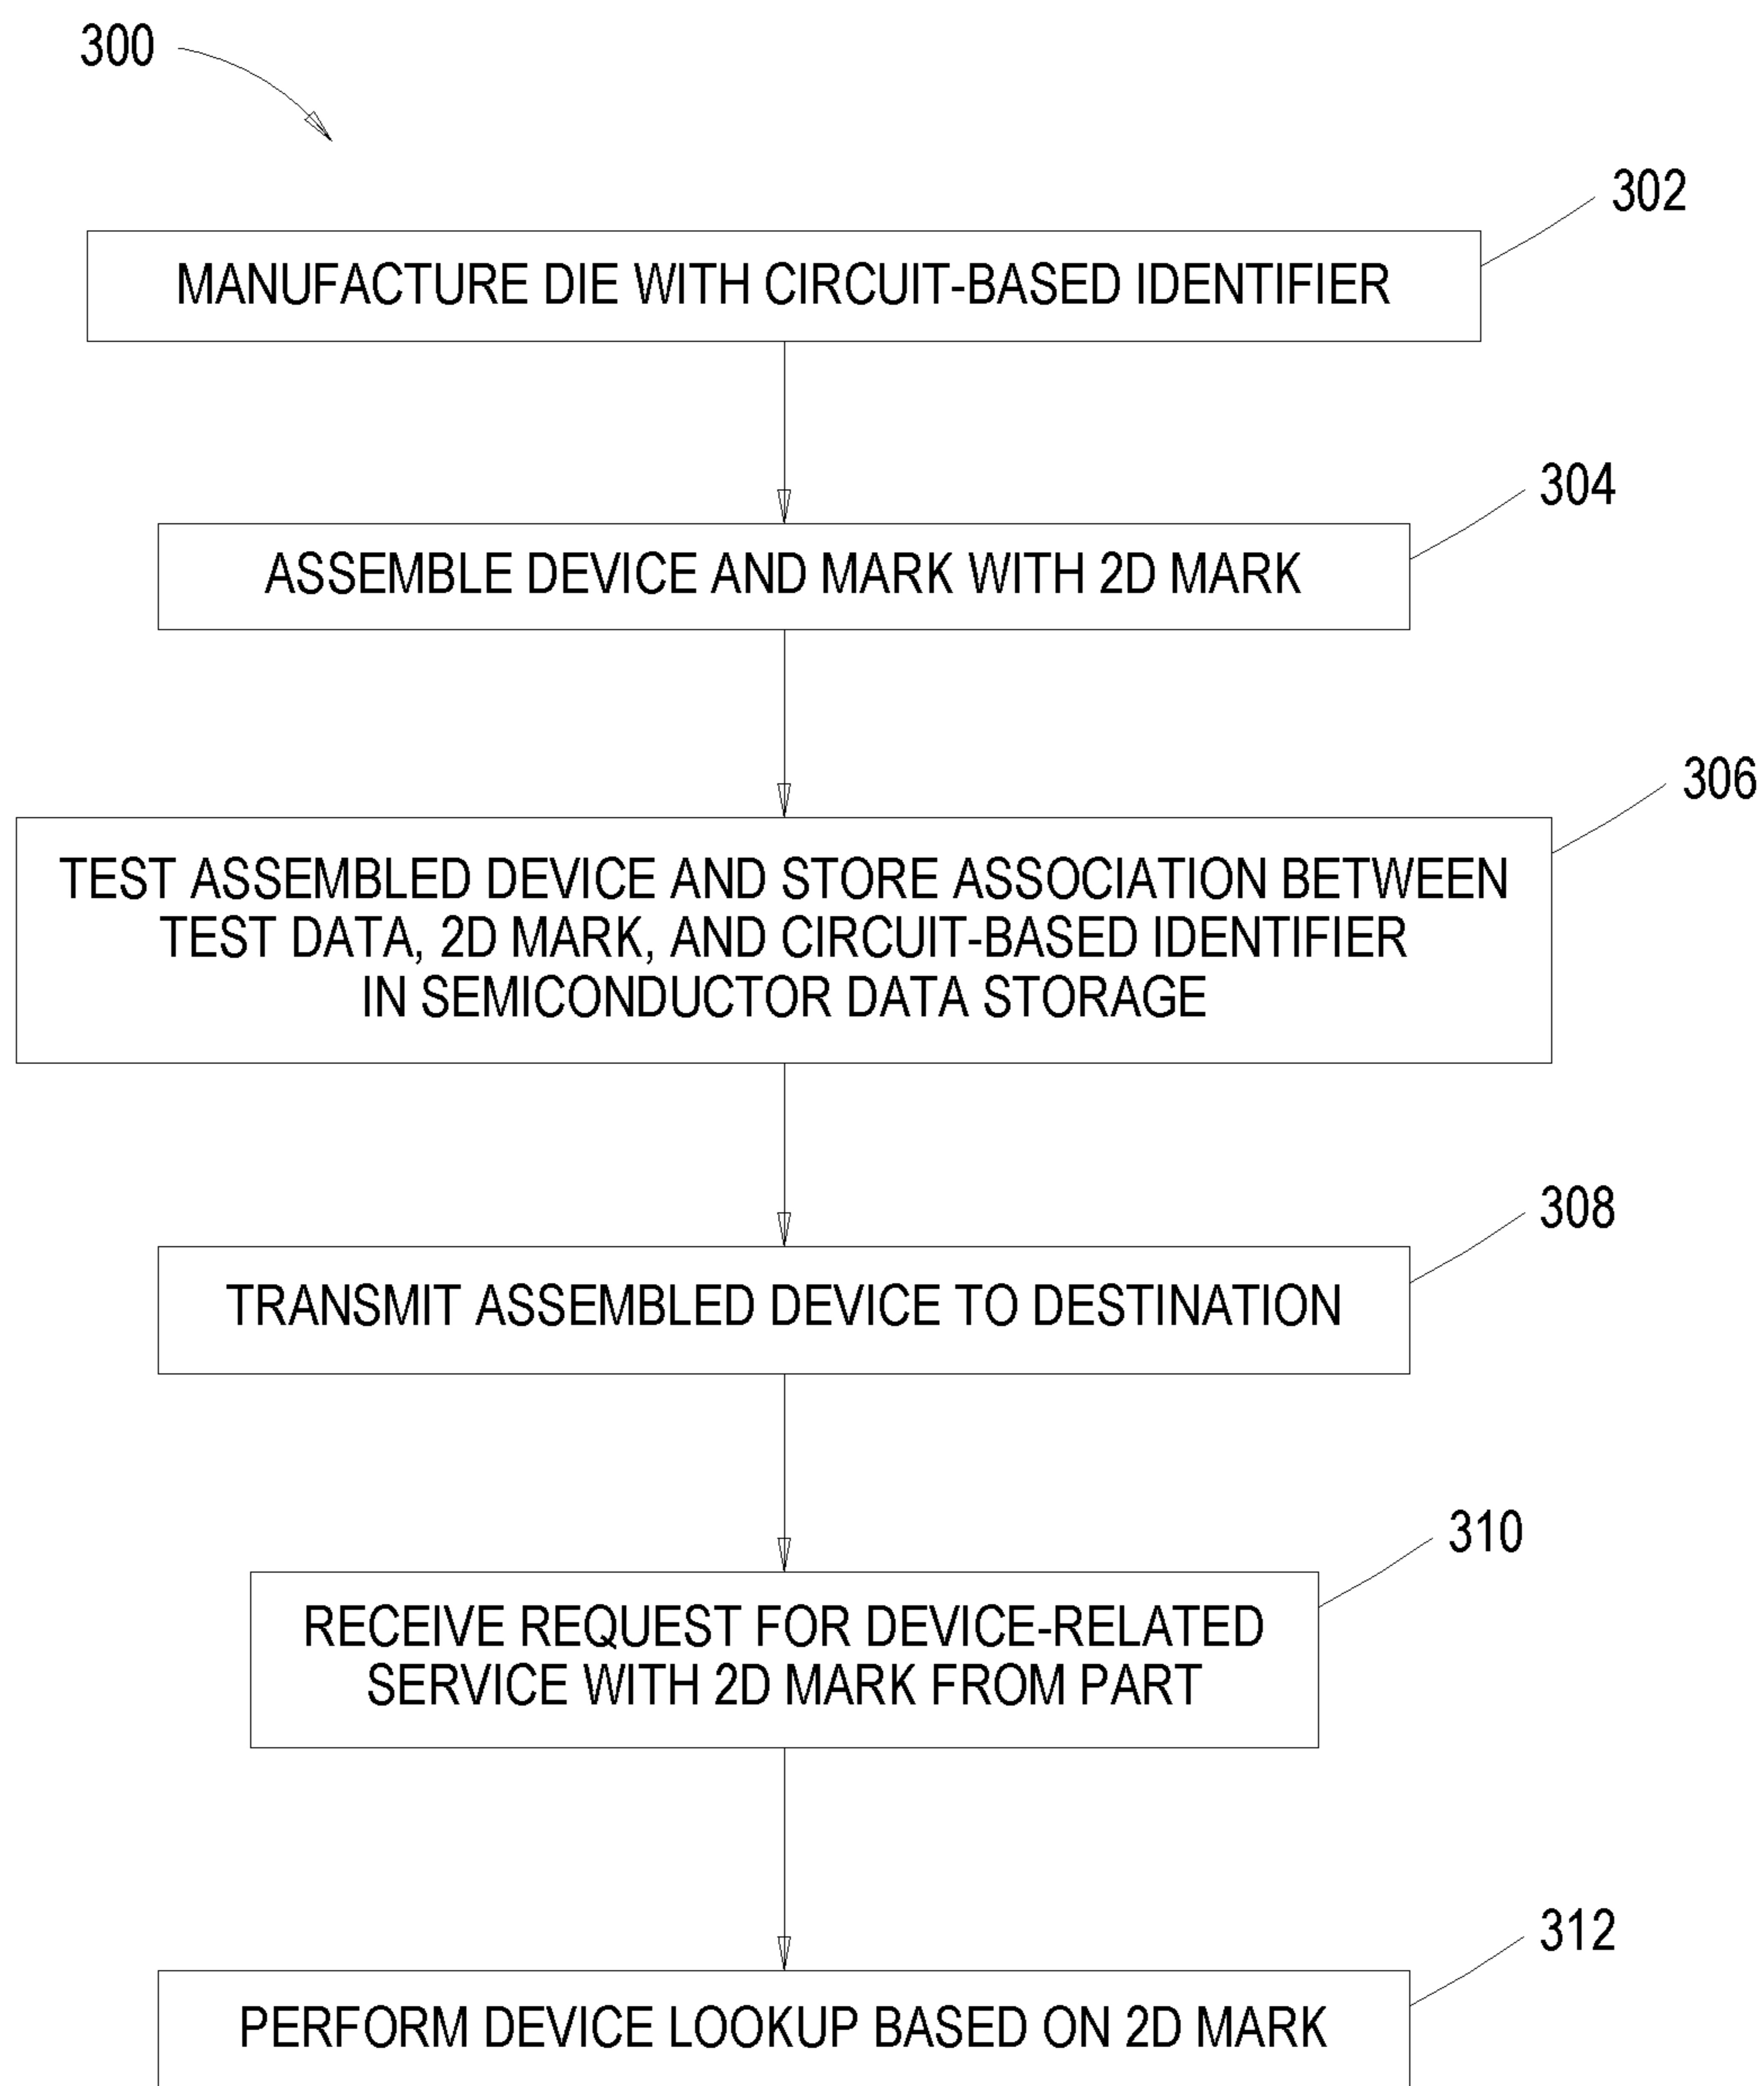 300
302
MANUFACTURE DIE WITH CIRCUIT-BASED IDENTIFIER
304
ASSEMBLE DEVICE AND MARK WITH 2D MARK
306
TEST ASSEMBLED DEVICE AND STORE ASSOCIATION BETWEEN
TEST DATA, 2D MARK, AND CIRCUIT-BASED IDENTIFIER
IN SEMICONDUCTOR DATA STORAGE
308
TRANSMIT ASSEMBLED DEVICE TO DESTINATION
310
RECEIVE REQUEST FOR DEVICE-RELATED
SERVICE WITH 2D MARK FROM PART
312
PERFORM DEVICE LOOKUP BASED ON 2D MARK